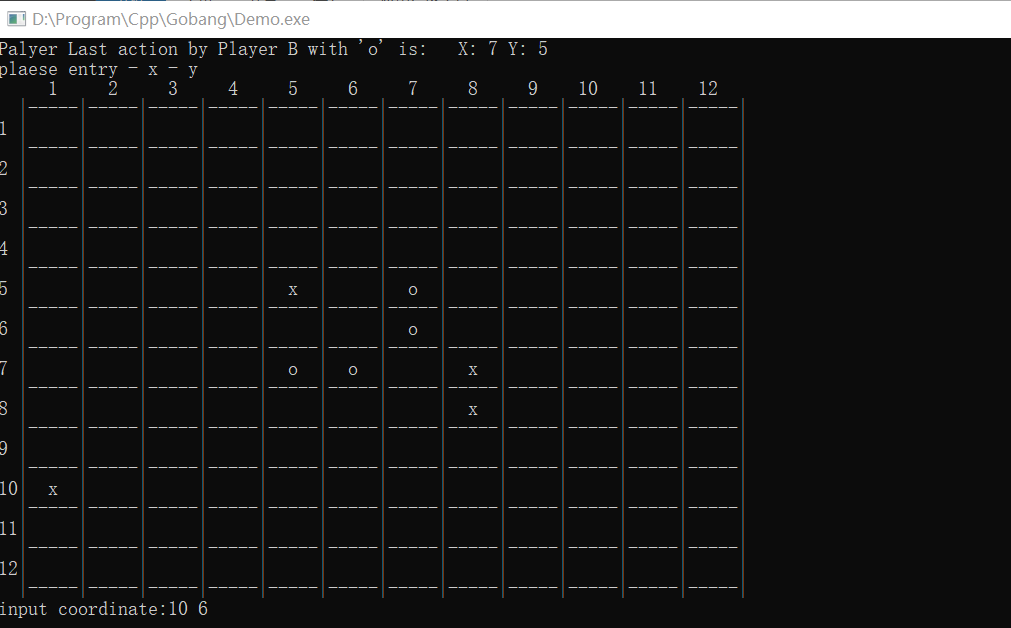 D:\Program\Cpp\Gobang\Demo.exe
Palyer Last action by Player B with 'o' is:   X: 7 Y: 5
plaese entry - x - y
1 2 3 4 5 6 7 8 9 10 11 12
1
2
3
4
5 x o
6 o
7 o o x
8 x
9
10 x
11
12
input coordinate:10 6